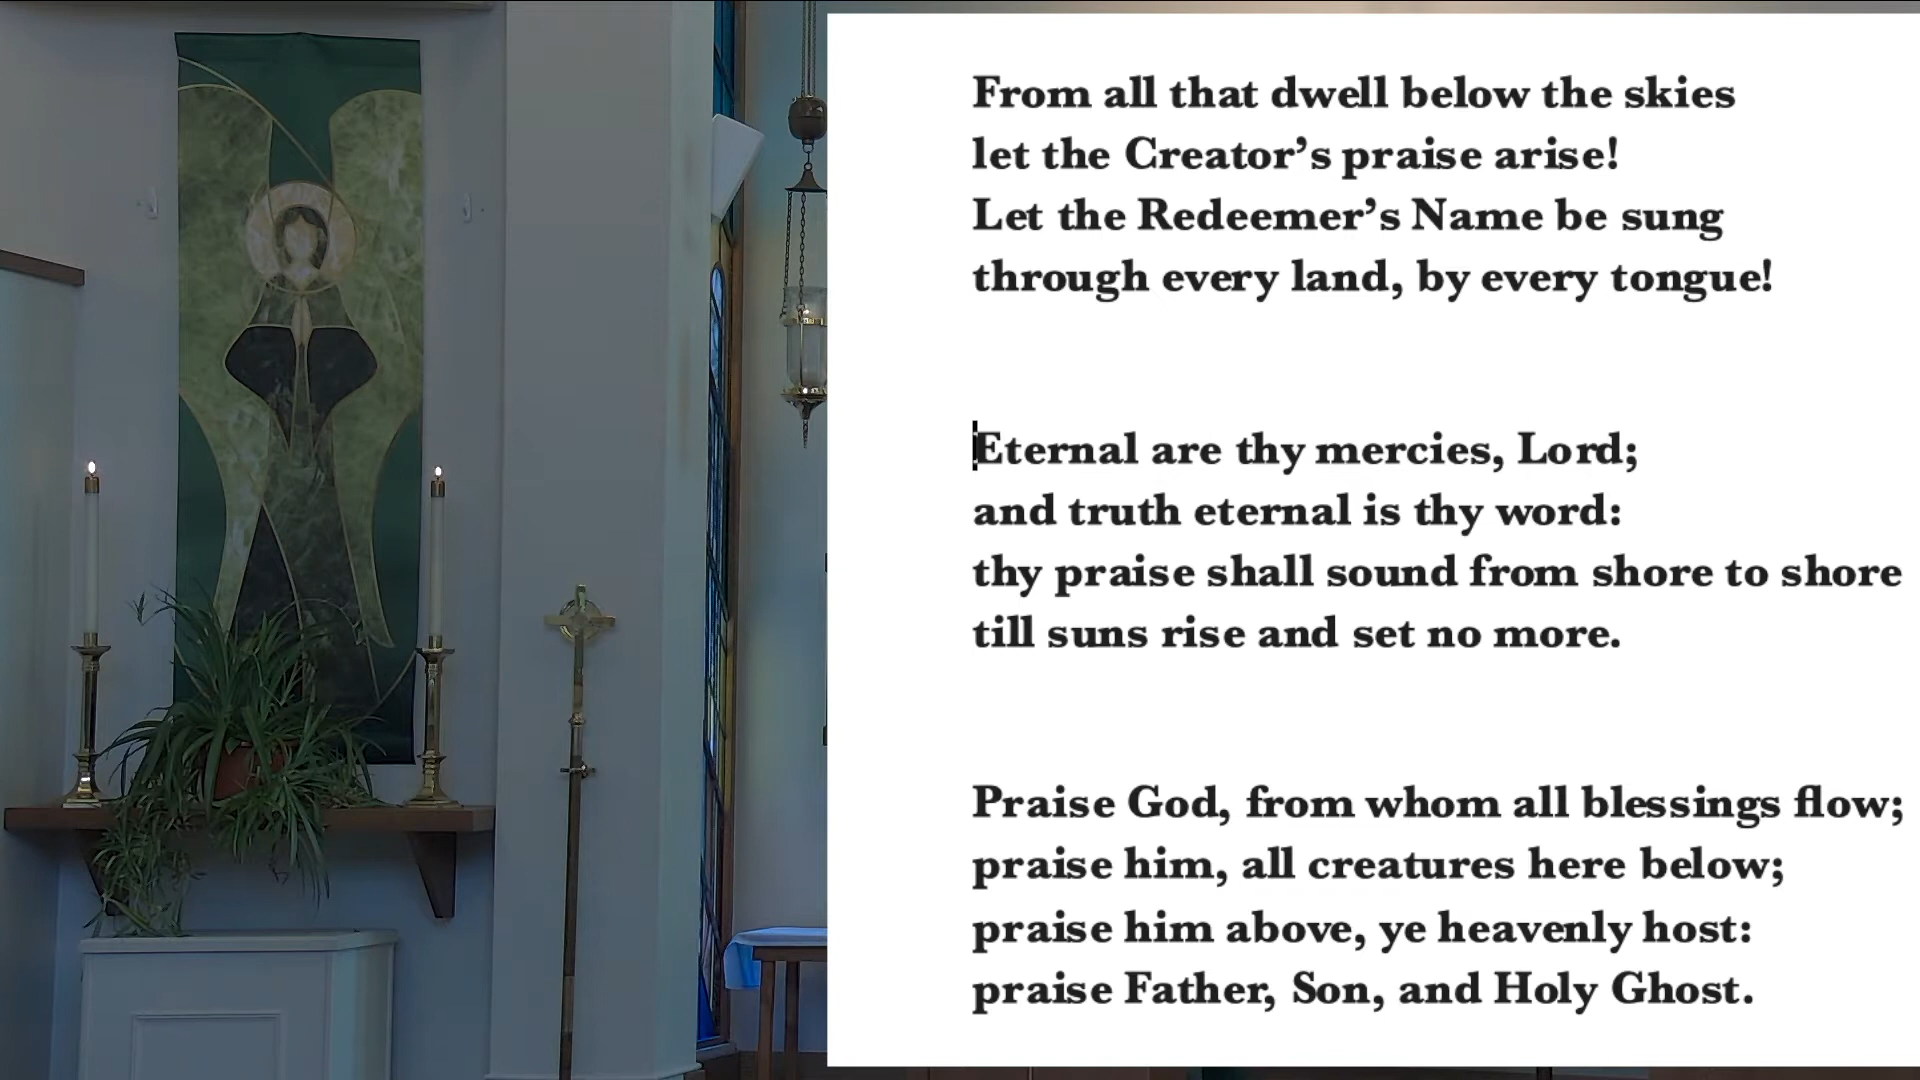 From all that dwell below the skies
let the Creator’s praise arise!
Let the Redeemer’s Name be sung
through every land, by every tongue!
Eternal are thy mercies, Lord;
and truth eternal is thy word:
thy praise shall sound from shore to shore
till suns rise and set no more.
Praise God, from whom all blessings flow;
praise him, all creatures here below;
praise him above, ye heavenly host:
praise Father, Son, and Holy Ghost.